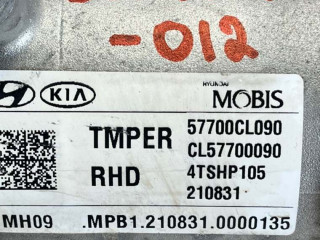 -012
KIA
HYUNDAI
MOBIS
TMPER 57700CL090
CL57700090
RHD 4TSHP105
210831
MH09 .MPB1.210831.0000135